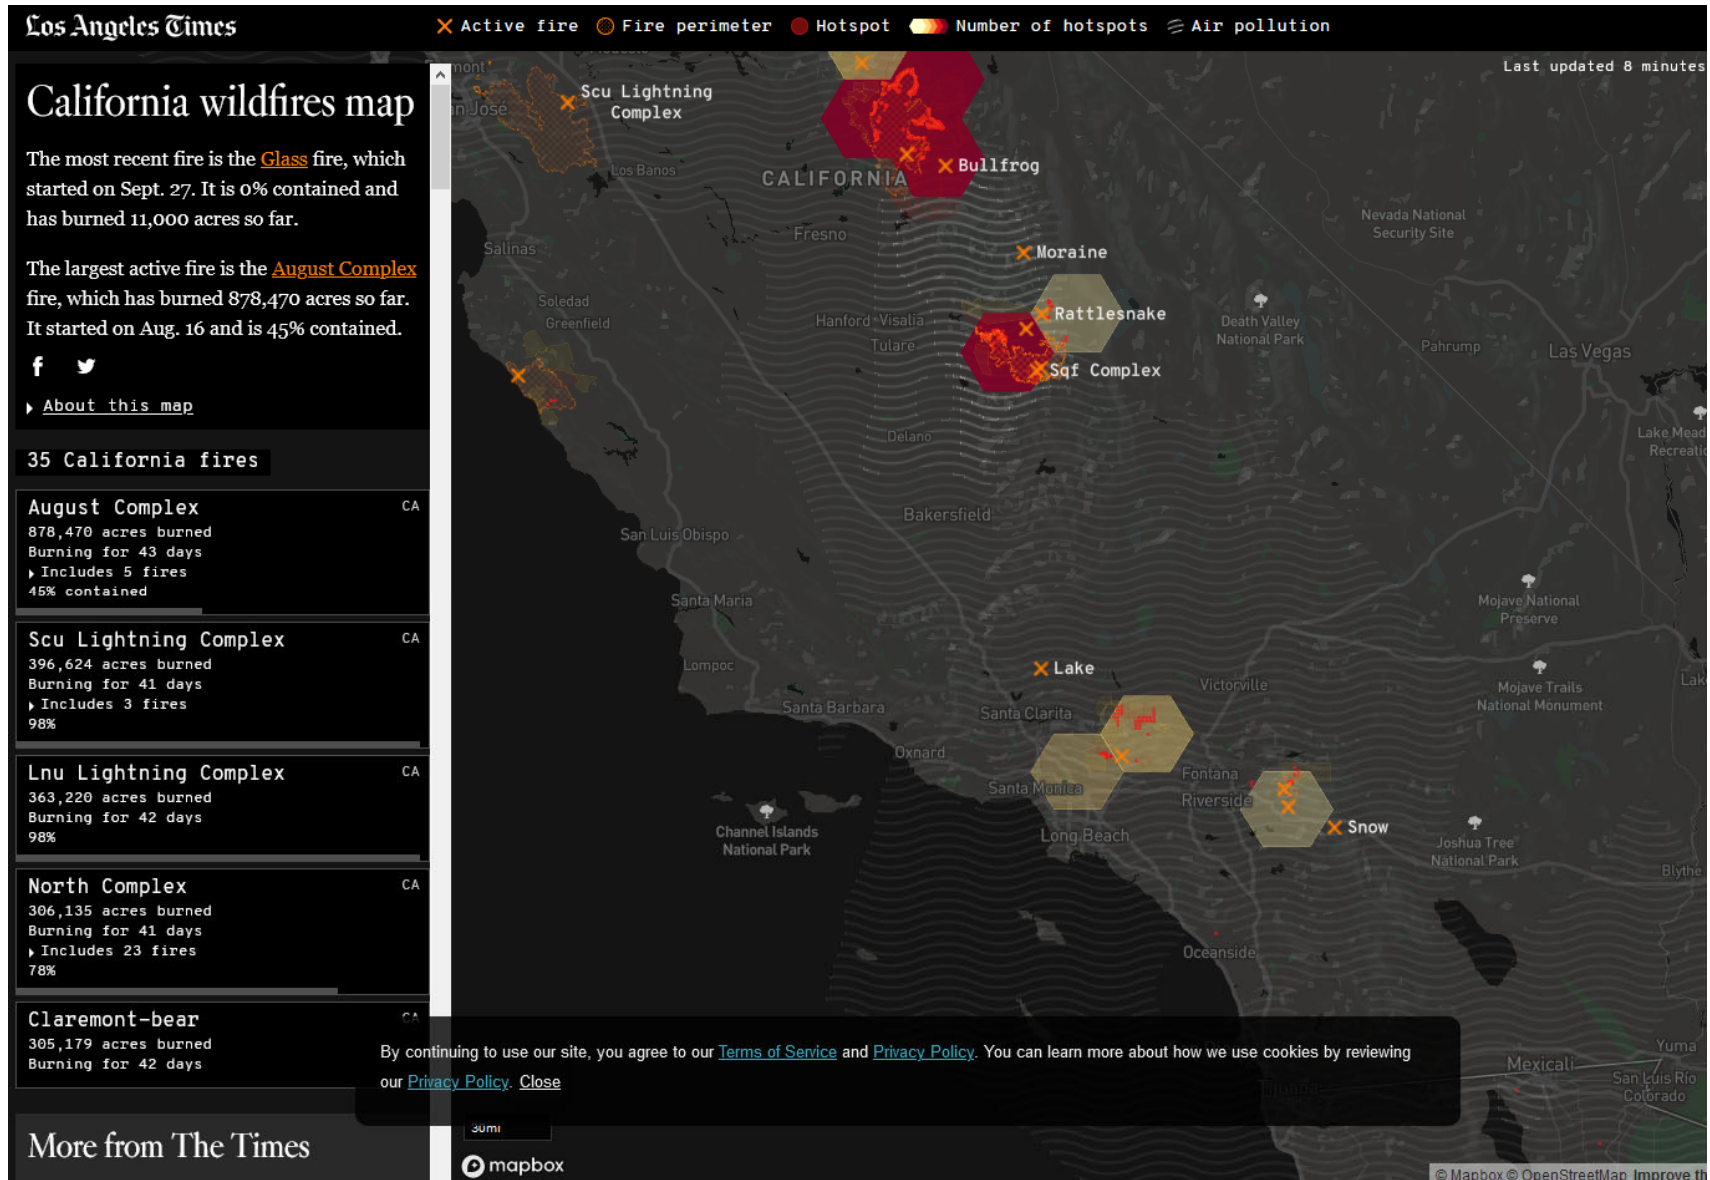 Los Angeles Times
Active fire
Fire perimeter
Hotspot
Number of hotspots
Air pollution
California wildfires map
The most recent fire is the Glass fire, which
started on Sept. 27. It is 0% contained and
has burned 11,000 acres so far.
The largest active fire is the August Complex
fire, which has burned 878,470 acres so far.
It started on Aug. 16 and is 45% contained.
About this map
35 California fires
August Complex
CA
878,470 acres burned
Burning for 43 days
Includes 5 fires
45% contained
Scu Lightning Complex
CA
396,624 acres burned
Burning for 41 days
Includes 3 fires
98%
Lnu Lightning Complex
CA
363,220 acres burned
Burning for 42 days
98%
North Complex
CA
306,135 acres burned
Burning for 41 days
Includes 23 fires
78%
Claremont-bear
CA
305,179 acres burned
Burning for 42 days
More from The Times
Last updated 8 minutes
mont
Scu Lightning
Complex
an José
Los Banos
Bullfrog
CALIFORNIA
Fresno
Salinas
Nevada National
Security Site
Moraine
Soledad
Greenfield
Hanford
Visalia
Tulare
Rattlesnake
Death Valley
National Park
Pahrump
Las Vegas
Sqf Complex
Delano
Lake Mead
Recreatio
Bakersfield
San Luis Obispo
Santa Maria
Mojave National
Preserve
Lompoc
Lake
Victorville
Mojave Trails
National Monument
Lak
Santa Barbara
Santa Clarita
Oxnard
Fontana
Santa Monica
Riverside
Channel Islands
National Park
Long Beach
Snow
Joshua Tree
National Park
Blythe
Oceanside
By continuing to use our site, you agree to our Terms of Service and Privacy Policy. You can learn more about how we use cookies by reviewing
our Privacy Policy. Close
Yuma
Mexicali
San Luis Río
Colorado
30mi
mapbox
© Mapbox © OpenStreetMap Improve th